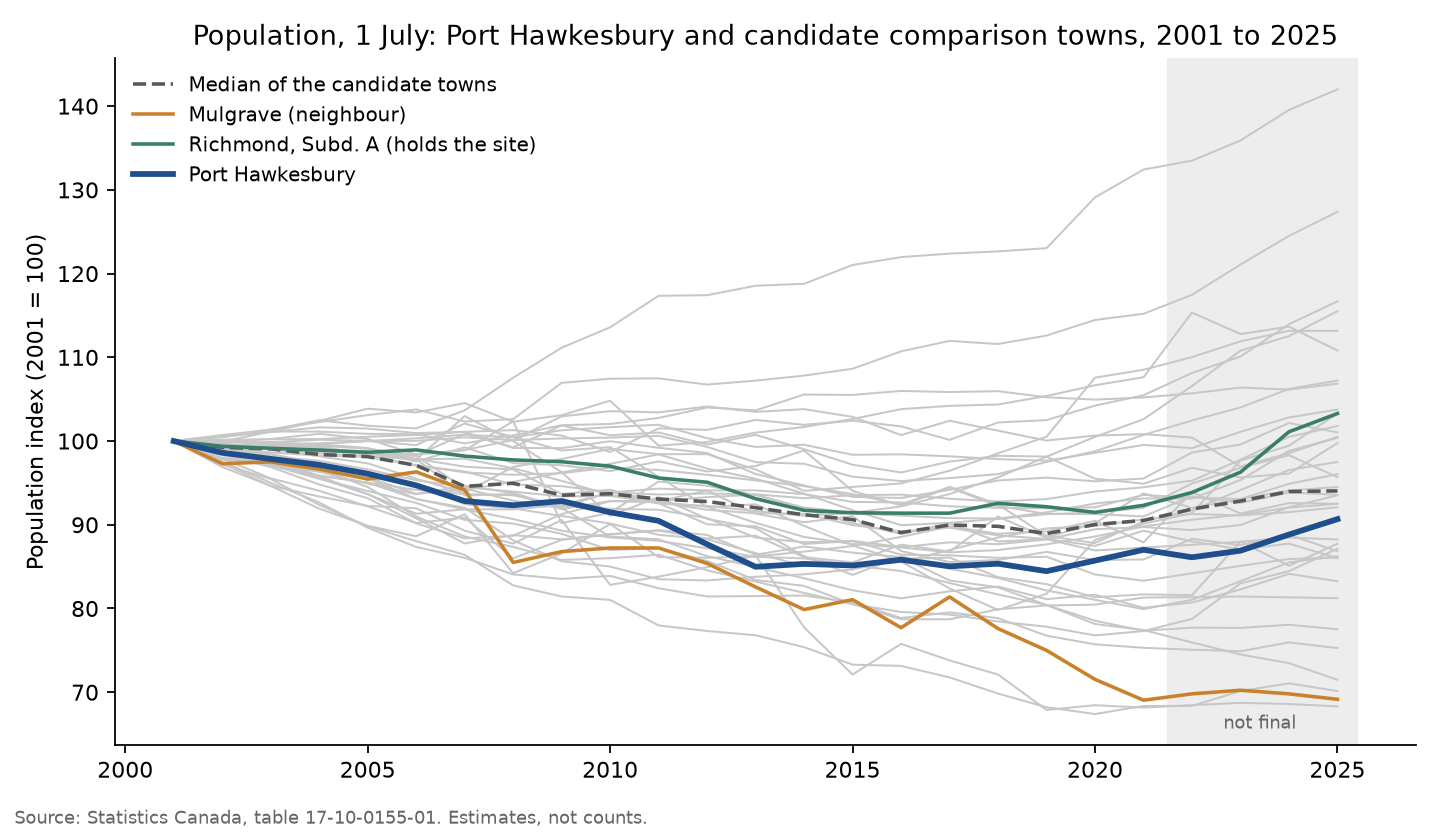 Population, 1 July: Port Hawkesbury and candidate comparison towns, 2001 to 2025
Median of the candidate towns
Mulgrave (neighbour)
Richmond, Subd. A (holds the site)
Port Hawkesbury
Population index (2001 = 100)
140
130
120
110
100
90
80
70
not final
2000
2005
2010
2015
2020
2025
Source: Statistics Canada, table 17-10-0155-01. Estimates, not counts.